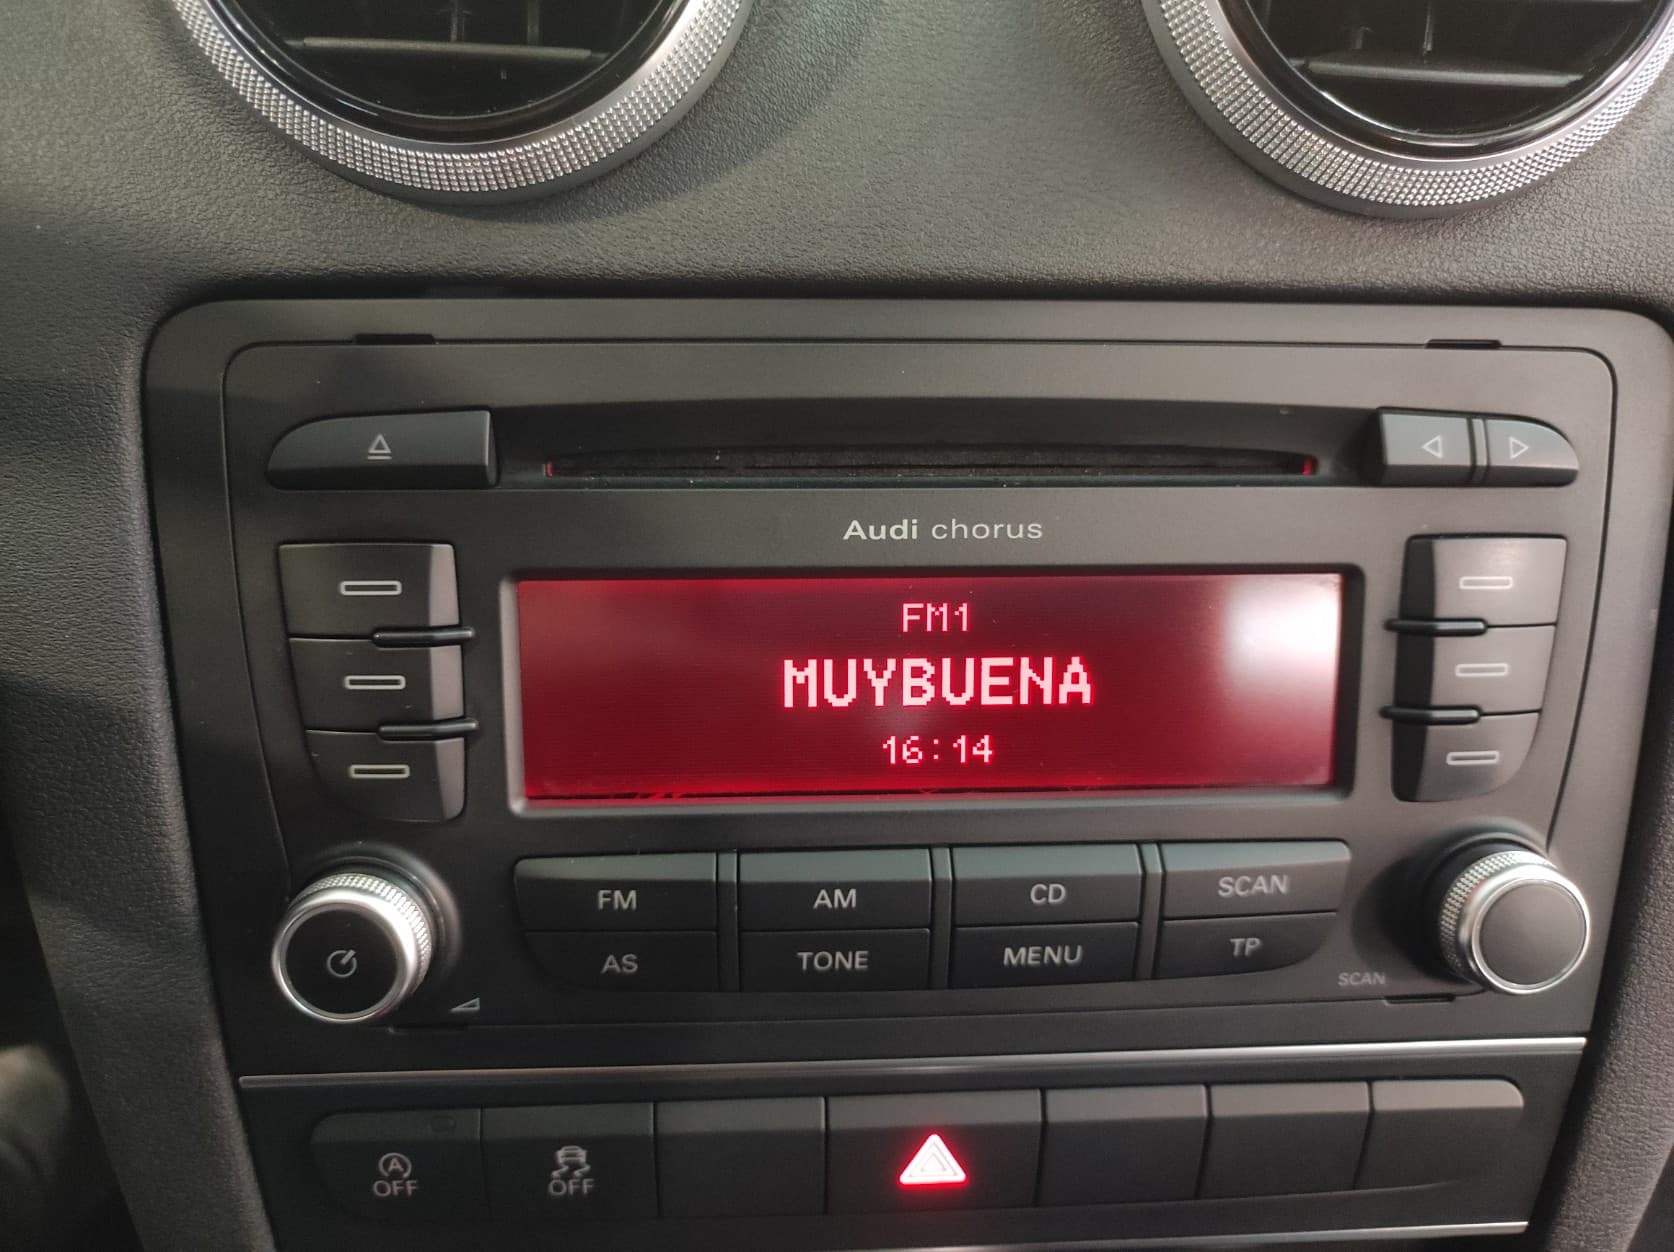 Audi chorus
FM1
MUYBUENA
16:14
FM
AM
CD
SCAN
AS
TONE
MENU
TP
SCAN
A
OFF
OFF